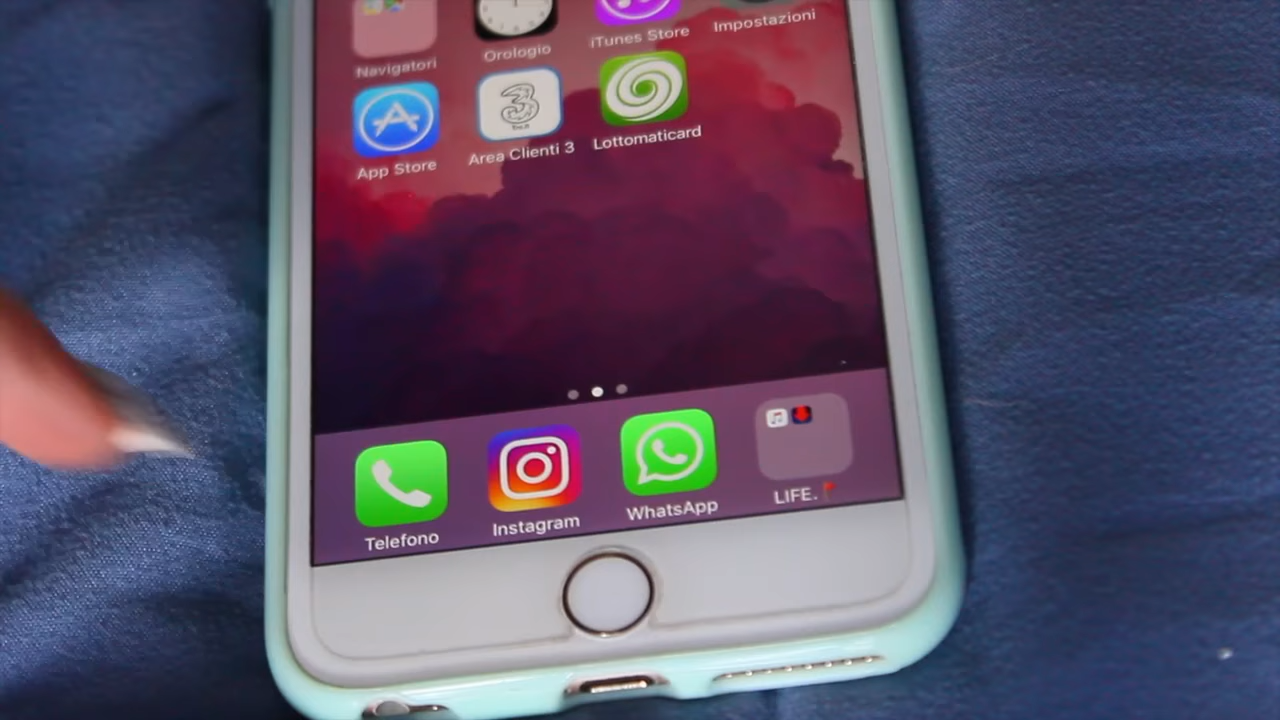 Navigatori
Orologio
iTunes Store
Impostazioni
App Store
Area Clienti 3
Lottomaticard
Telefono
Instagram
WhatsApp
LIFE.